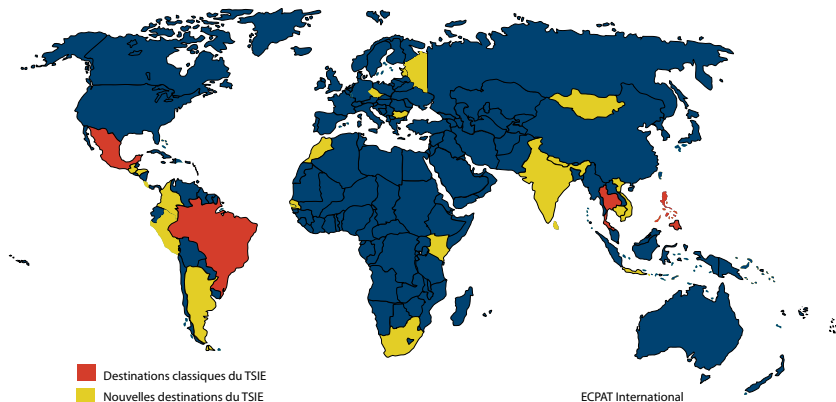 Destinations classiques du TSIE
Nouvelles destinations du TSIE
ECPAT International